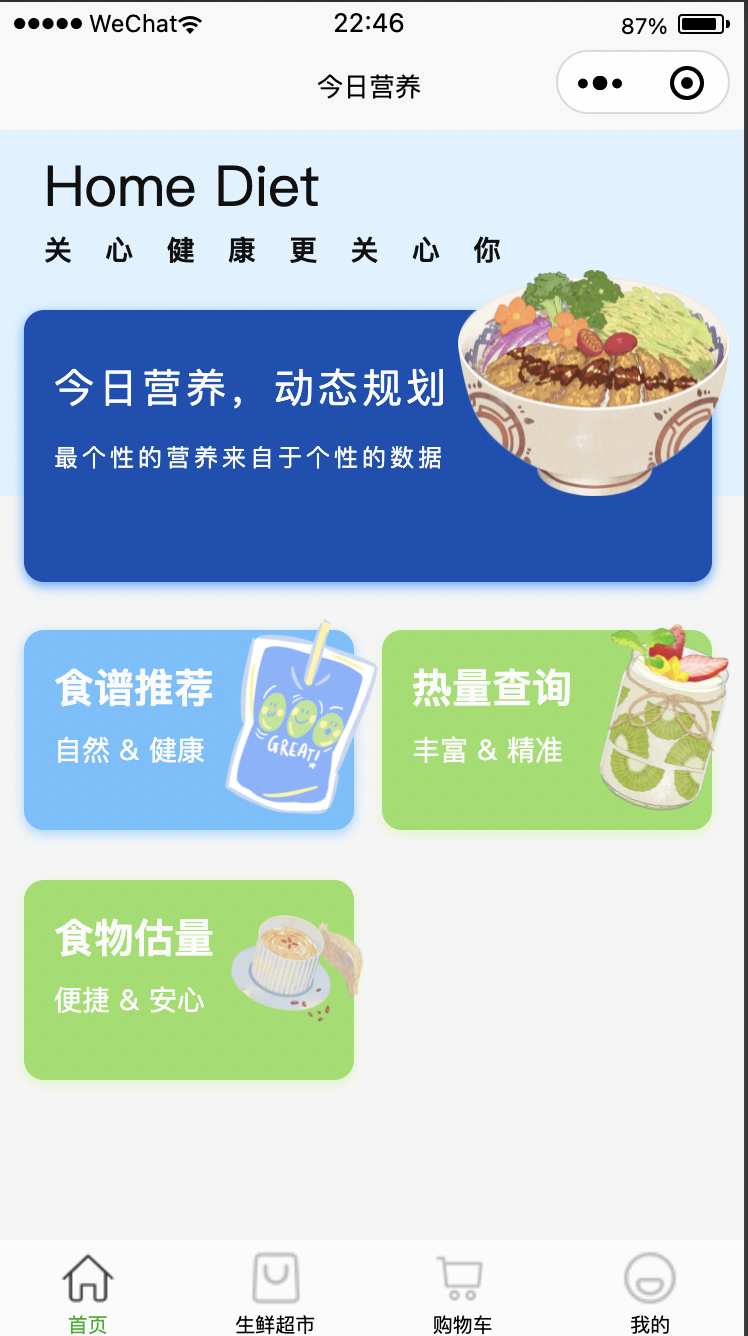 WeChat 22:46 87%
今日营养
Home Diet
关心健康更关心你
今日营养，动态规划
最个性的营养来自于个性的数据
食谱推荐
自然 & 健康
GREAT!
热量查询
丰富 & 精准
食物估量
便捷 & 安心
首页 生鲜超市 购物车 我的